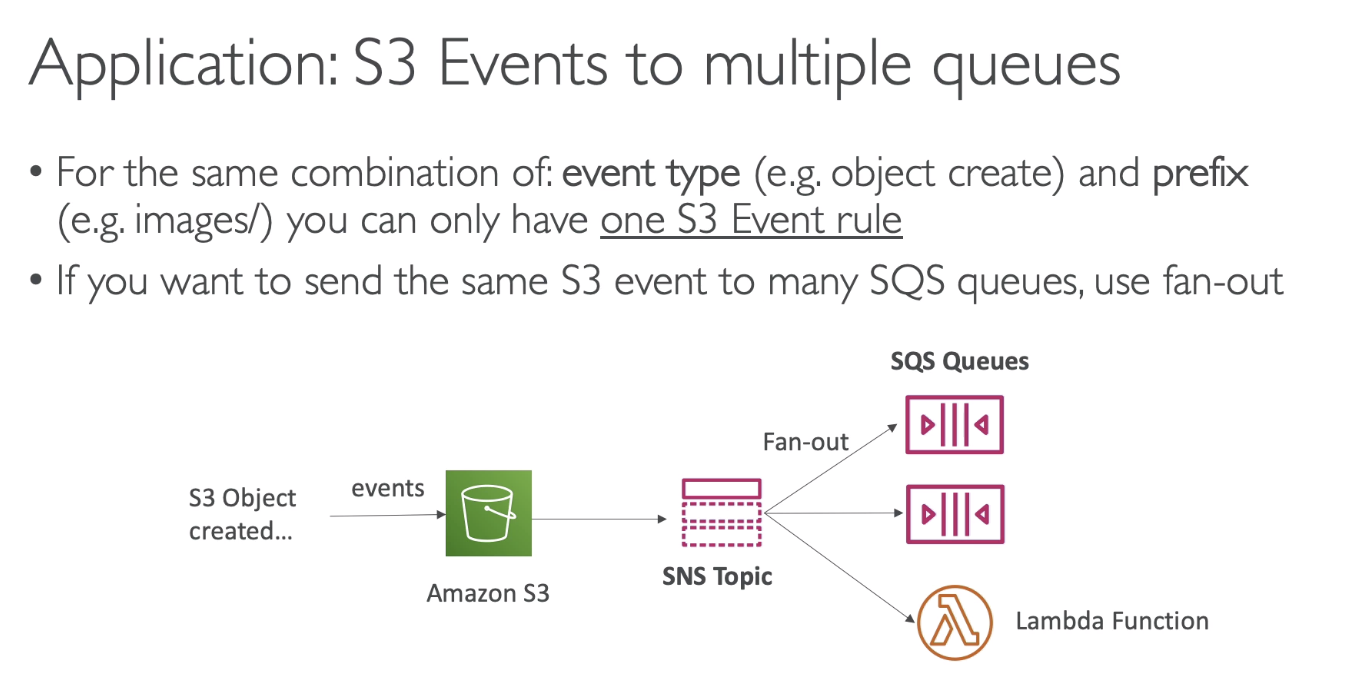 Application: S3 Events to multiple queues
• For the same combination of: event type (e.g. object create) and prefix
(e.g. images/) you can only have one S3 Event rule
• If you want to send the same S3 event to many SQS queues, use fan-out
SQS Queues
Fan-out
events
S3 Object
created...
Amazon S3
SNS Topic
Lambda Function